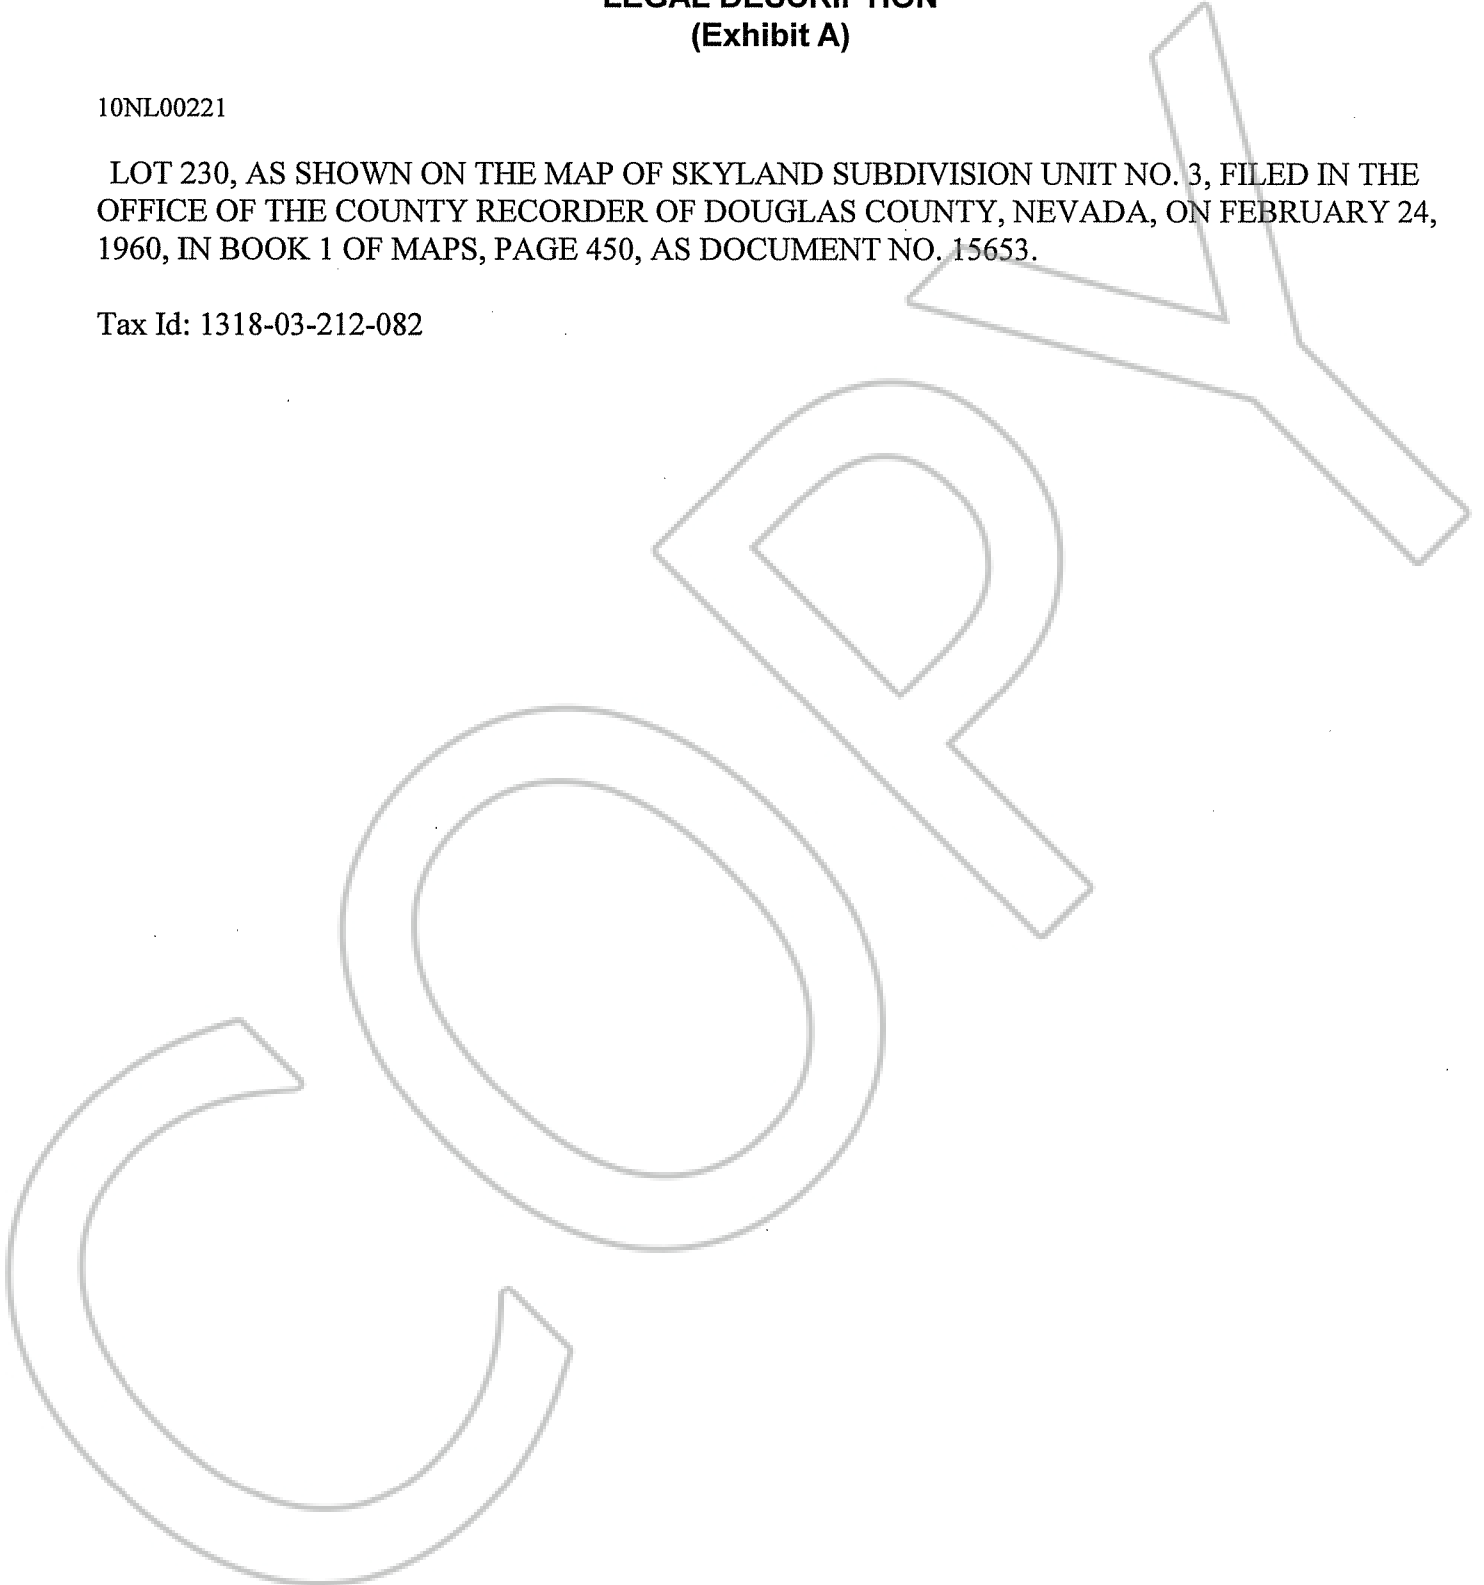 LEGAL DESCRIPTION
(Exhibit A)
10NL00221
LOT 230, AS SHOWN ON THE MAP OF SKYLAND SUBDIVISION UNIT NO. 3, FILED IN THE
OFFICE OF THE COUNTY RECORDER OF DOUGLAS COUNTY, NEVADA, ON FEBRUARY 24,
1960, IN BOOK 1 OF MAPS, PAGE 450, AS DOCUMENT NO. 15653.
Tax Id: 1318-03-212-082
COPY